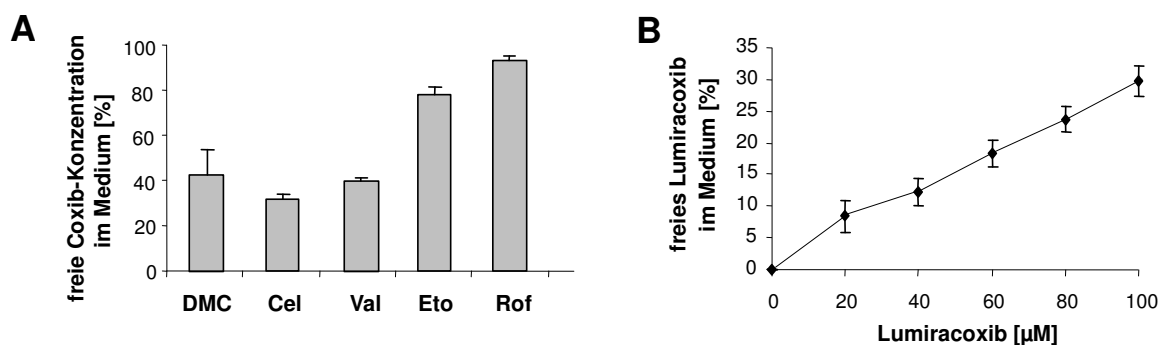 A
freie Coxib-Konzentration
im Medium [%]
100
80
60
40
20
0
DMC Cel Val Eto Rof
B
freies Lumiracoxib
im Medium [%]
35
30
25
20
15
10
5
0
0 20 40 60 80 100
Lumiracoxib [µM]